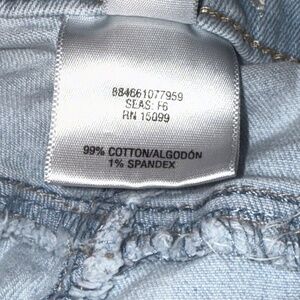 884661077959
SEAS: F6
RN 15099
99% COTTON/ALGODÓN
1% SPANDEX